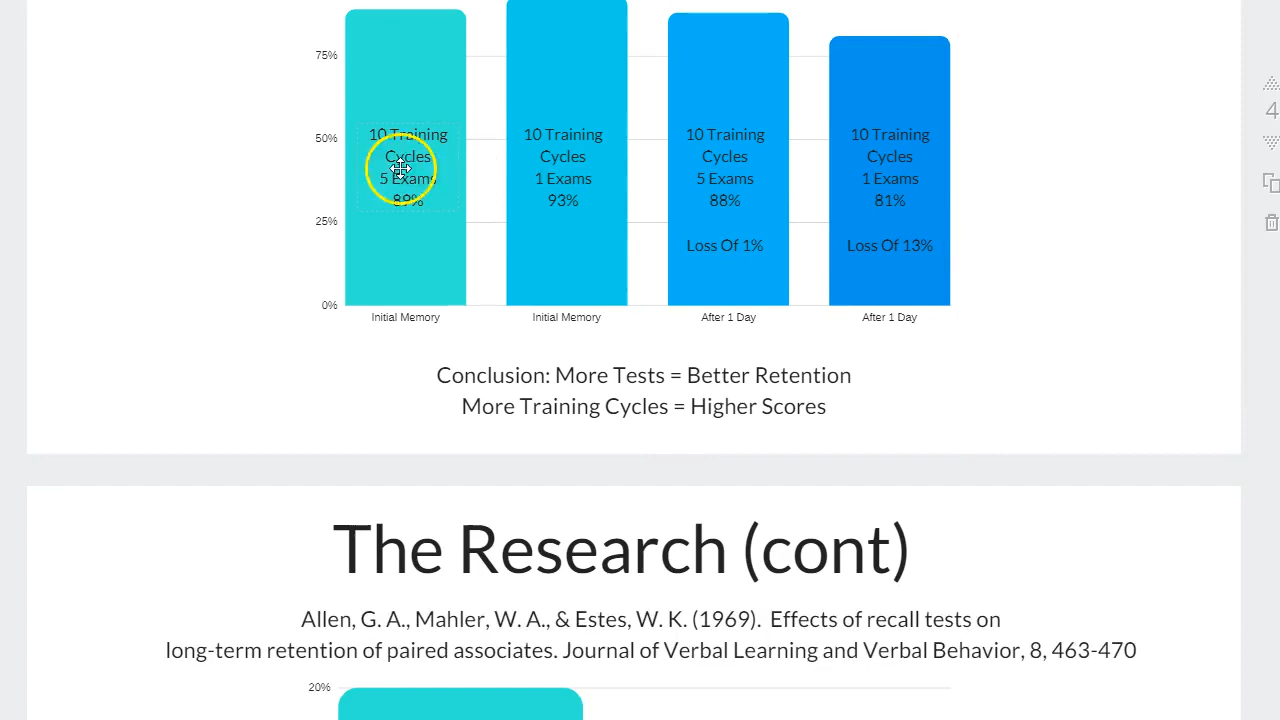 75%
50%
25%
0%
10 Training
Cycles
5 Exams
89%
10 Training
Cycles
1 Exams
93%
10 Training
Cycles
5 Exams
88%
Loss Of 1%
10 Training
Cycles
1 Exams
81%
Loss Of 13%
Initial Memory
Initial Memory
After 1 Day
After 1 Day
Conclusion: More Tests = Better Retention
More Training Cycles = Higher Scores
4
The Research (cont)
Allen, G. A., Mahler, W. A., & Estes, W. K. (1969). Effects of recall tests on
long-term retention of paired associates. Journal of Verbal Learning and Verbal Behavior, 8, 463-470
20%